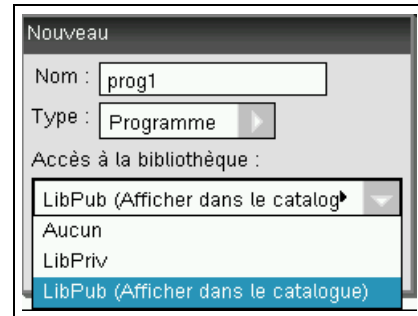 Nouveau
Nom : prog1
Type : Programme
Accès à la bibliothèque :
LibPub (Afficher dans le catalog
Aucun
LibPriv
LibPub (Afficher dans le catalogue)